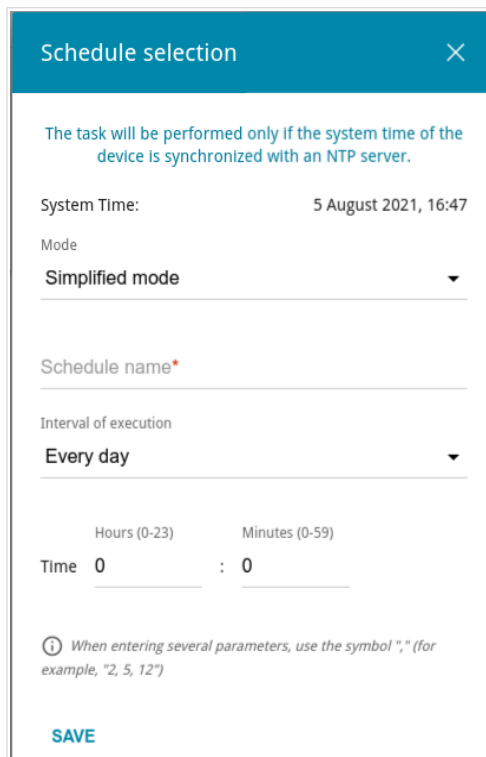 Schedule selection
The task will be performed only if the system time of the
device is synchronized with an NTP server.
System Time: 5 August 2021, 16:47
Mode
Simplified mode
Schedule name*
Interval of execution
Every day
Hours (0-23) Minutes (0-59)
Time 0 : 0
When entering several parameters, use the symbol "," (for
example, "2, 5, 12")
SAVE